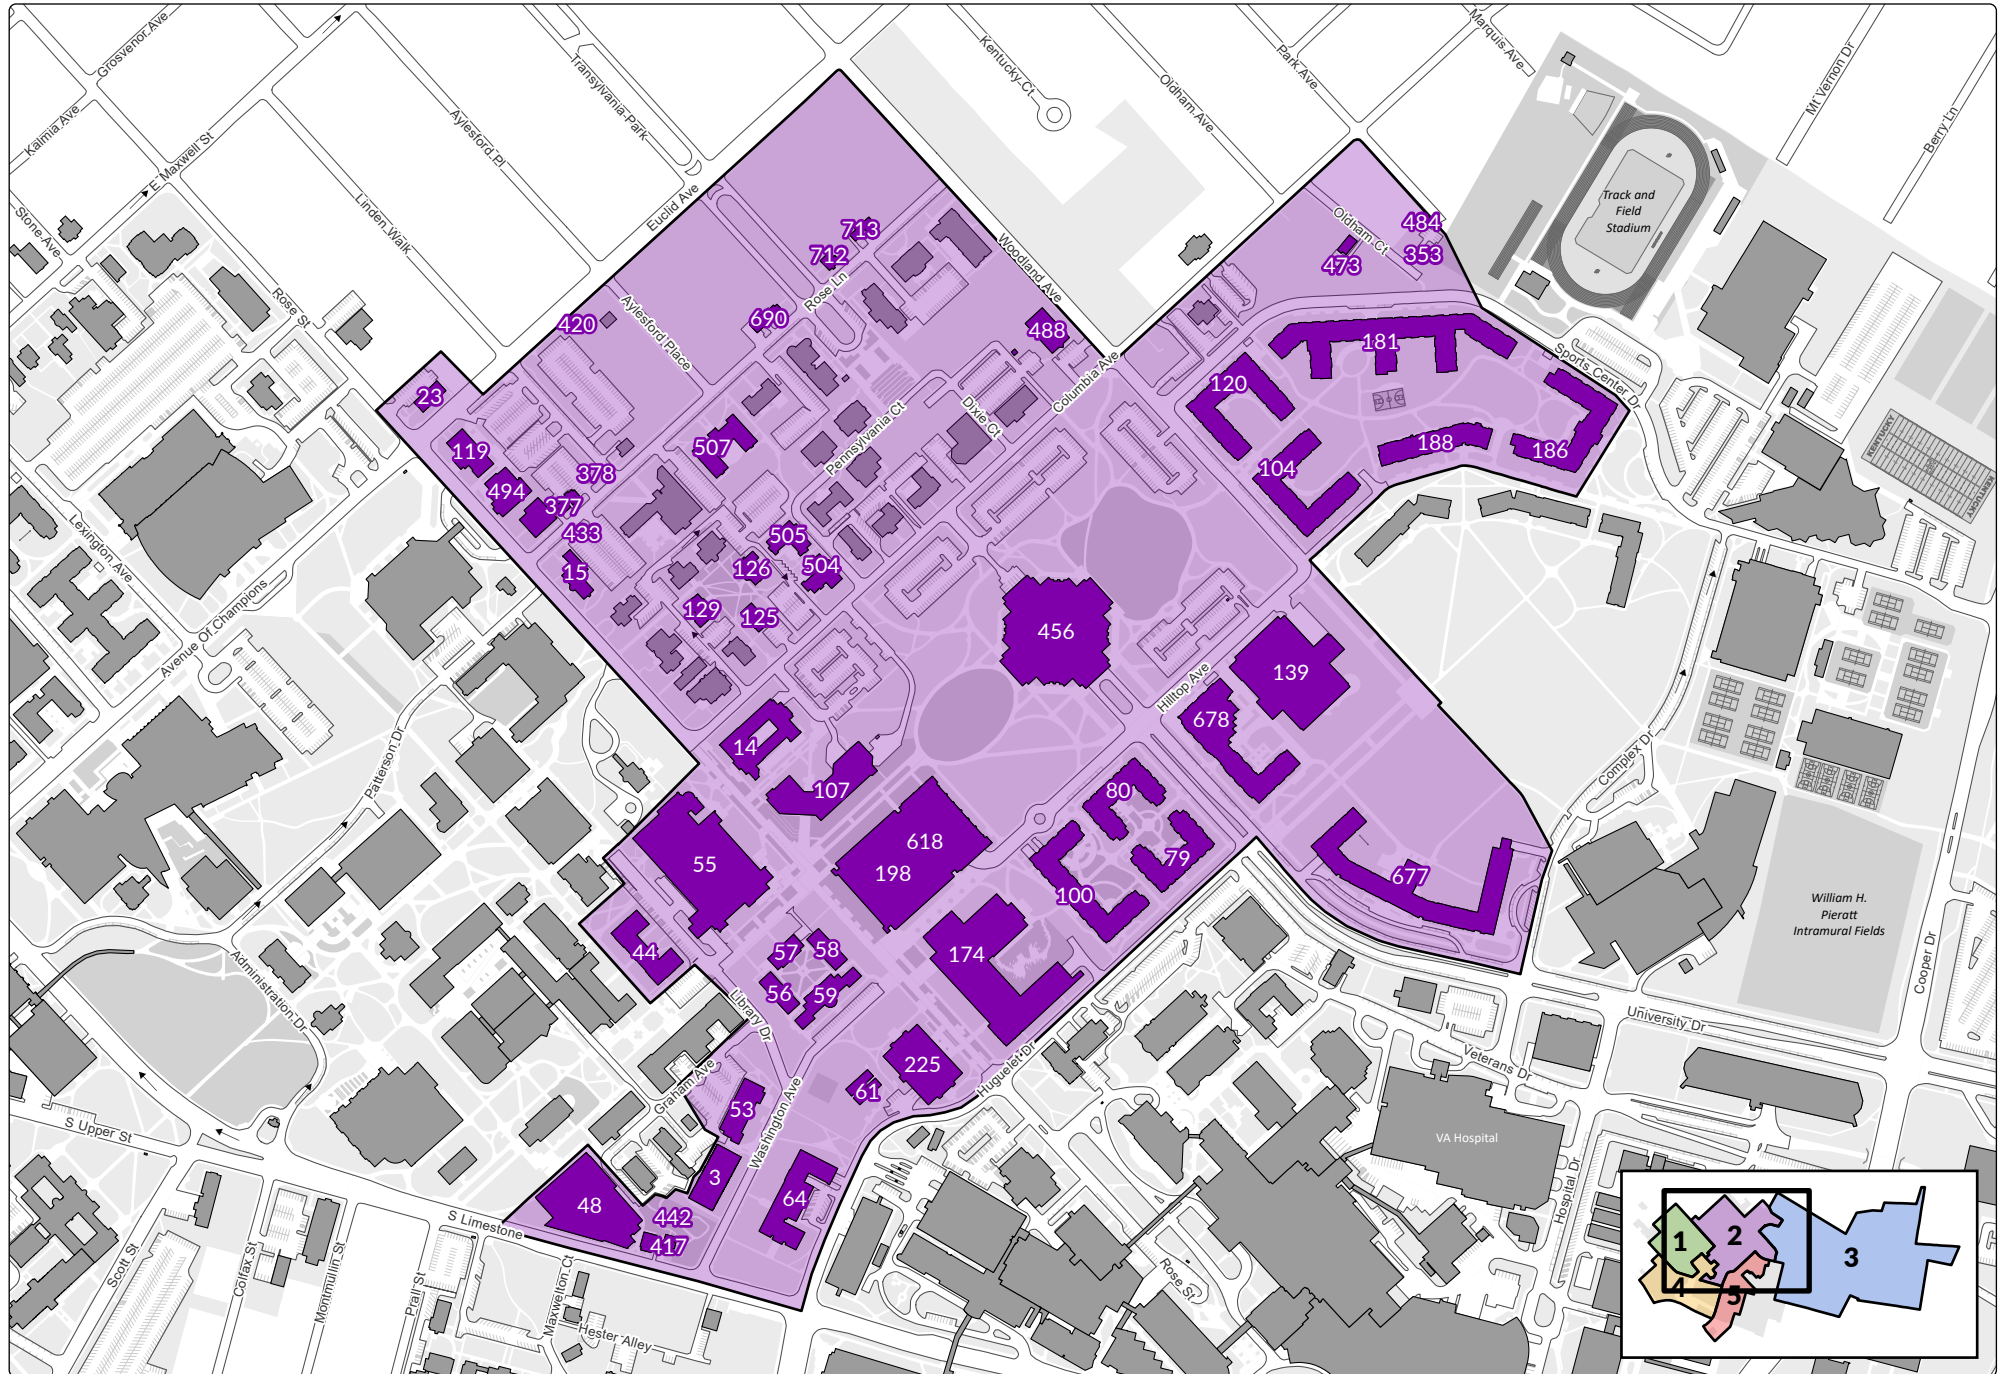 Grosvenor Ave
Kalmia Ave
E Maxwell St
Stone Ave
Aylesford Pl
Transylvania Park
Linden Walk
Euclid Ave
Rose St
Kentucky Ct
Oldham Ave
Park Ave
Marquis Ave
Mt Vernon Dr
Berry Ln
Track and
Field
Stadium
Oldham Ct
484
353
473
713
712
Rose Ln
Woodland Ave
690
420
Aylesford Place
488
Columbia Ave
Dixie Ct
Pennsylvania Ct
181
120
Sports Center Dr
188
186
104
KENTUCKY
KENTUCKY
23
119
494
507
378
377
433
15
505
504
126
129
125
Lexington Ave
Avenue Of Champions
Patterson Dr
456
139
Hilltop Ave
678
14
107
80
79
100
677
Complex Dr
William H.
Pieratt
Intramural Fields
Cooper Dr
55
618
198
174
44
57
58
56
59
Library Dr
Administration Dr
225
61
Huguelet Dr
University Dr
Veterans Dr
VA Hospital
Hospital Dr
Graham Ave
53
Washington Ave
3
64
48
442
417
S Upper St
S Limestone
Scott St
Colfax St
Montmullin St
Prall St
Maxwelton Ct
Hester Alley
Rose St
1
2
3
4
5